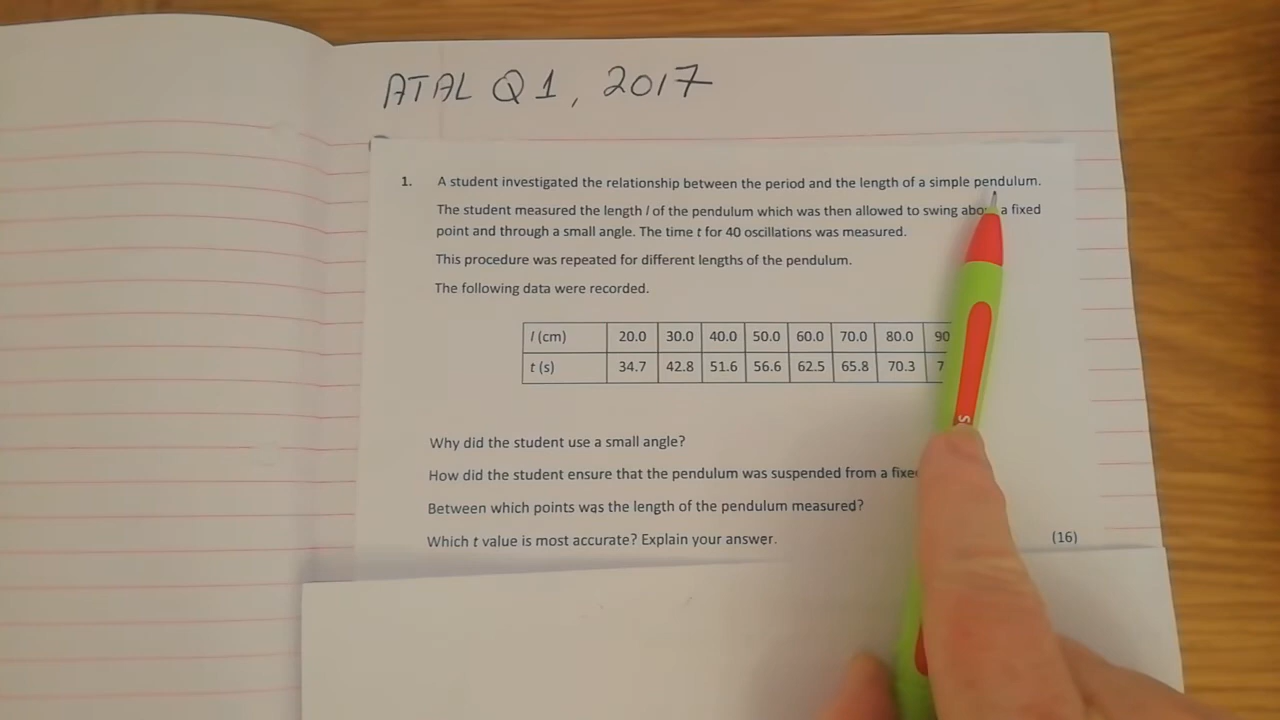 ATAL Q1, 2017
1. A student investigated the relationship between the period and the length of a simple pendulum.
The student measured the length l of the pendulum which was then allowed to swing a fixed
point and through a small angle. The time t for 40 oscillations was measured.
This procedure was repeated for different lengths of the pendulum.
The following data were recorded.
l (cm) 20.0 30.0 40.0 50.0 60.0 70.0 80.0 90
t (s) 34.7 42.8 51.6 56.6 62.5 65.8 70.3 7
Why did the student use a small angle?
How did the student ensure that the pendulum was suspended from a
Between which points was the length of the pendulum measured?
Which t value is most accurate? Explain your answer. (16)